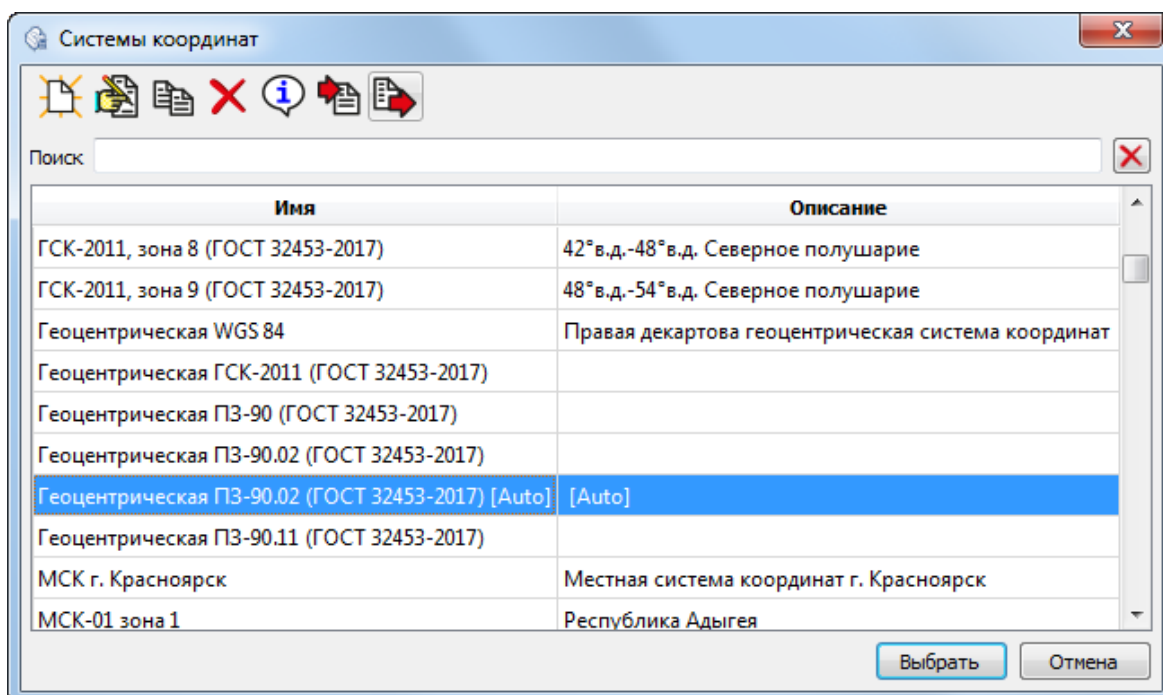 Системы координат
Поиск
Имя Описание
ГСК-2011, зона 8 (ГОСТ 32453-2017) 42°в.д.-48°в.д. Северное полушарие
ГСК-2011, зона 9 (ГОСТ 32453-2017) 48°в.д.-54°в.д. Северное полушарие
Геоцентрическая WGS 84 Правая декартова геоцентрическая система координат
Геоцентрическая ГСК-2011 (ГОСТ 32453-2017)
Геоцентрическая ПЗ-90 (ГОСТ 32453-2017)
Геоцентрическая ПЗ-90.02 (ГОСТ 32453-2017)
Геоцентрическая ПЗ-90.02 (ГОСТ 32453-2017) [Auto] [Auto]
Геоцентрическая ПЗ-90.11 (ГОСТ 32453-2017)
МСК г. Красноярск Местная система координат г. Красноярск
МСК-01 зона 1 Республика Адыгея
Выбрать Отмена